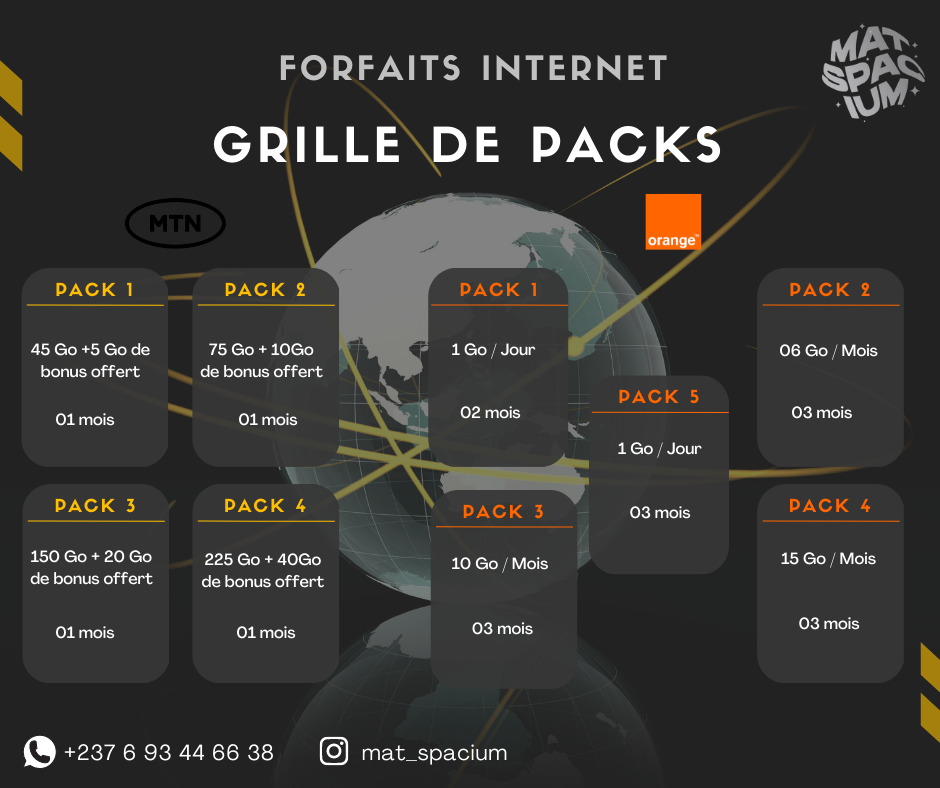 MAT
SPAC
IUM
FORFAITS INTERNET
GRILLE DE PACKS
MTN
orange™
PACK 1
45 Go +5 Go de
bonus offert
01 mois
PACK 2
75 Go + 10Go
de bonus offert
01 mois
PACK 3
150 Go + 20 Go
de bonus offert
01 mois
PACK 4
225 Go + 40Go
de bonus offert
01 mois
PACK 1
1 Go / Jour
02 mois
PACK 2
06 Go / Mois
03 mois
PACK 5
1 Go / Jour
03 mois
PACK 3
10 Go / Mois
03 mois
PACK 4
15 Go / Mois
03 mois
+237 6 93 44 66 38
mat_spacium